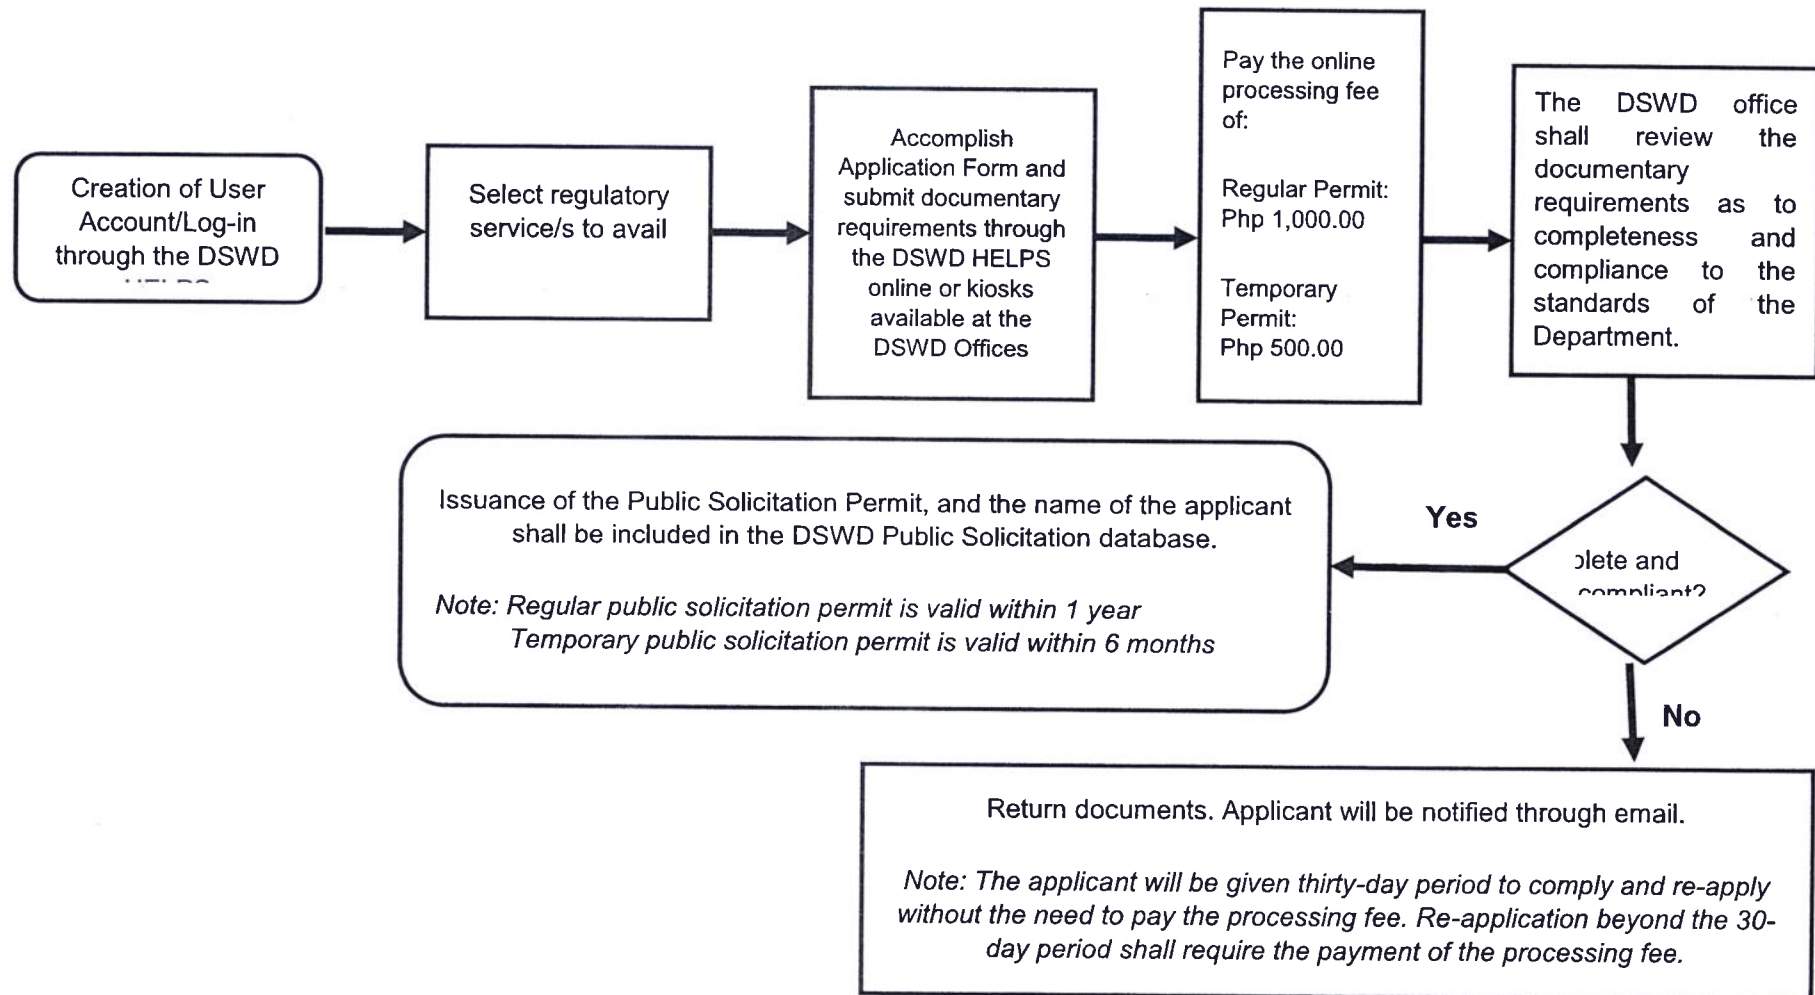 Creation of User
Account/Log-in
through the DSWD
Select regulatory
service/s to avail
Accomplish
Application Form and
submit documentary
requirements through
the DSWD HELPS
online or kiosks
available at the
DSWD Offices
Pay the online
processing fee
of:
Regular Permit:
Php 1,000.00
Temporary
Permit:
Php 500.00
The DSWD office
shall review the
documentary
requirements as to
completeness and
compliance to the
standards of the
Department.
plete and
compliant?
Yes
Issuance of the Public Solicitation Permit, and the name of the applicant
shall be included in the DSWD Public Solicitation database.
Note: Regular public solicitation permit is valid within 1 year
Temporary public solicitation permit is valid within 6 months
No
Return documents. Applicant will be notified through email.
Note: The applicant will be given thirty-day period to comply and re-apply
without the need to pay the processing fee. Re-application beyond the 30-
day period shall require the payment of the processing fee.